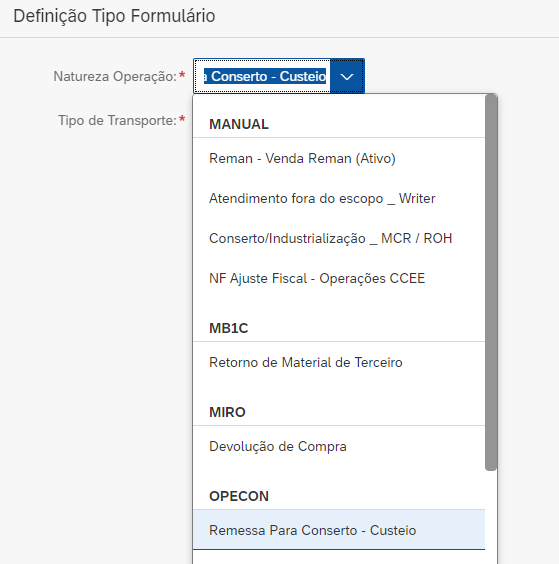 Definição Tipo Formulário
Natureza Operação:*
a Conserto - Custeio
Tipo de Transporte:*
MANUAL
Reman - Venda Reman (Ativo)
Atendimento fora do escopo _ Writer
Conserto/Industrialização _ MCR / ROH
NF Ajuste Fiscal - Operações CCEE
MB1C
Retorno de Material de Terceiro
MIRO
Devolução de Compra
OPECON
Remessa Para Conserto - Custeio